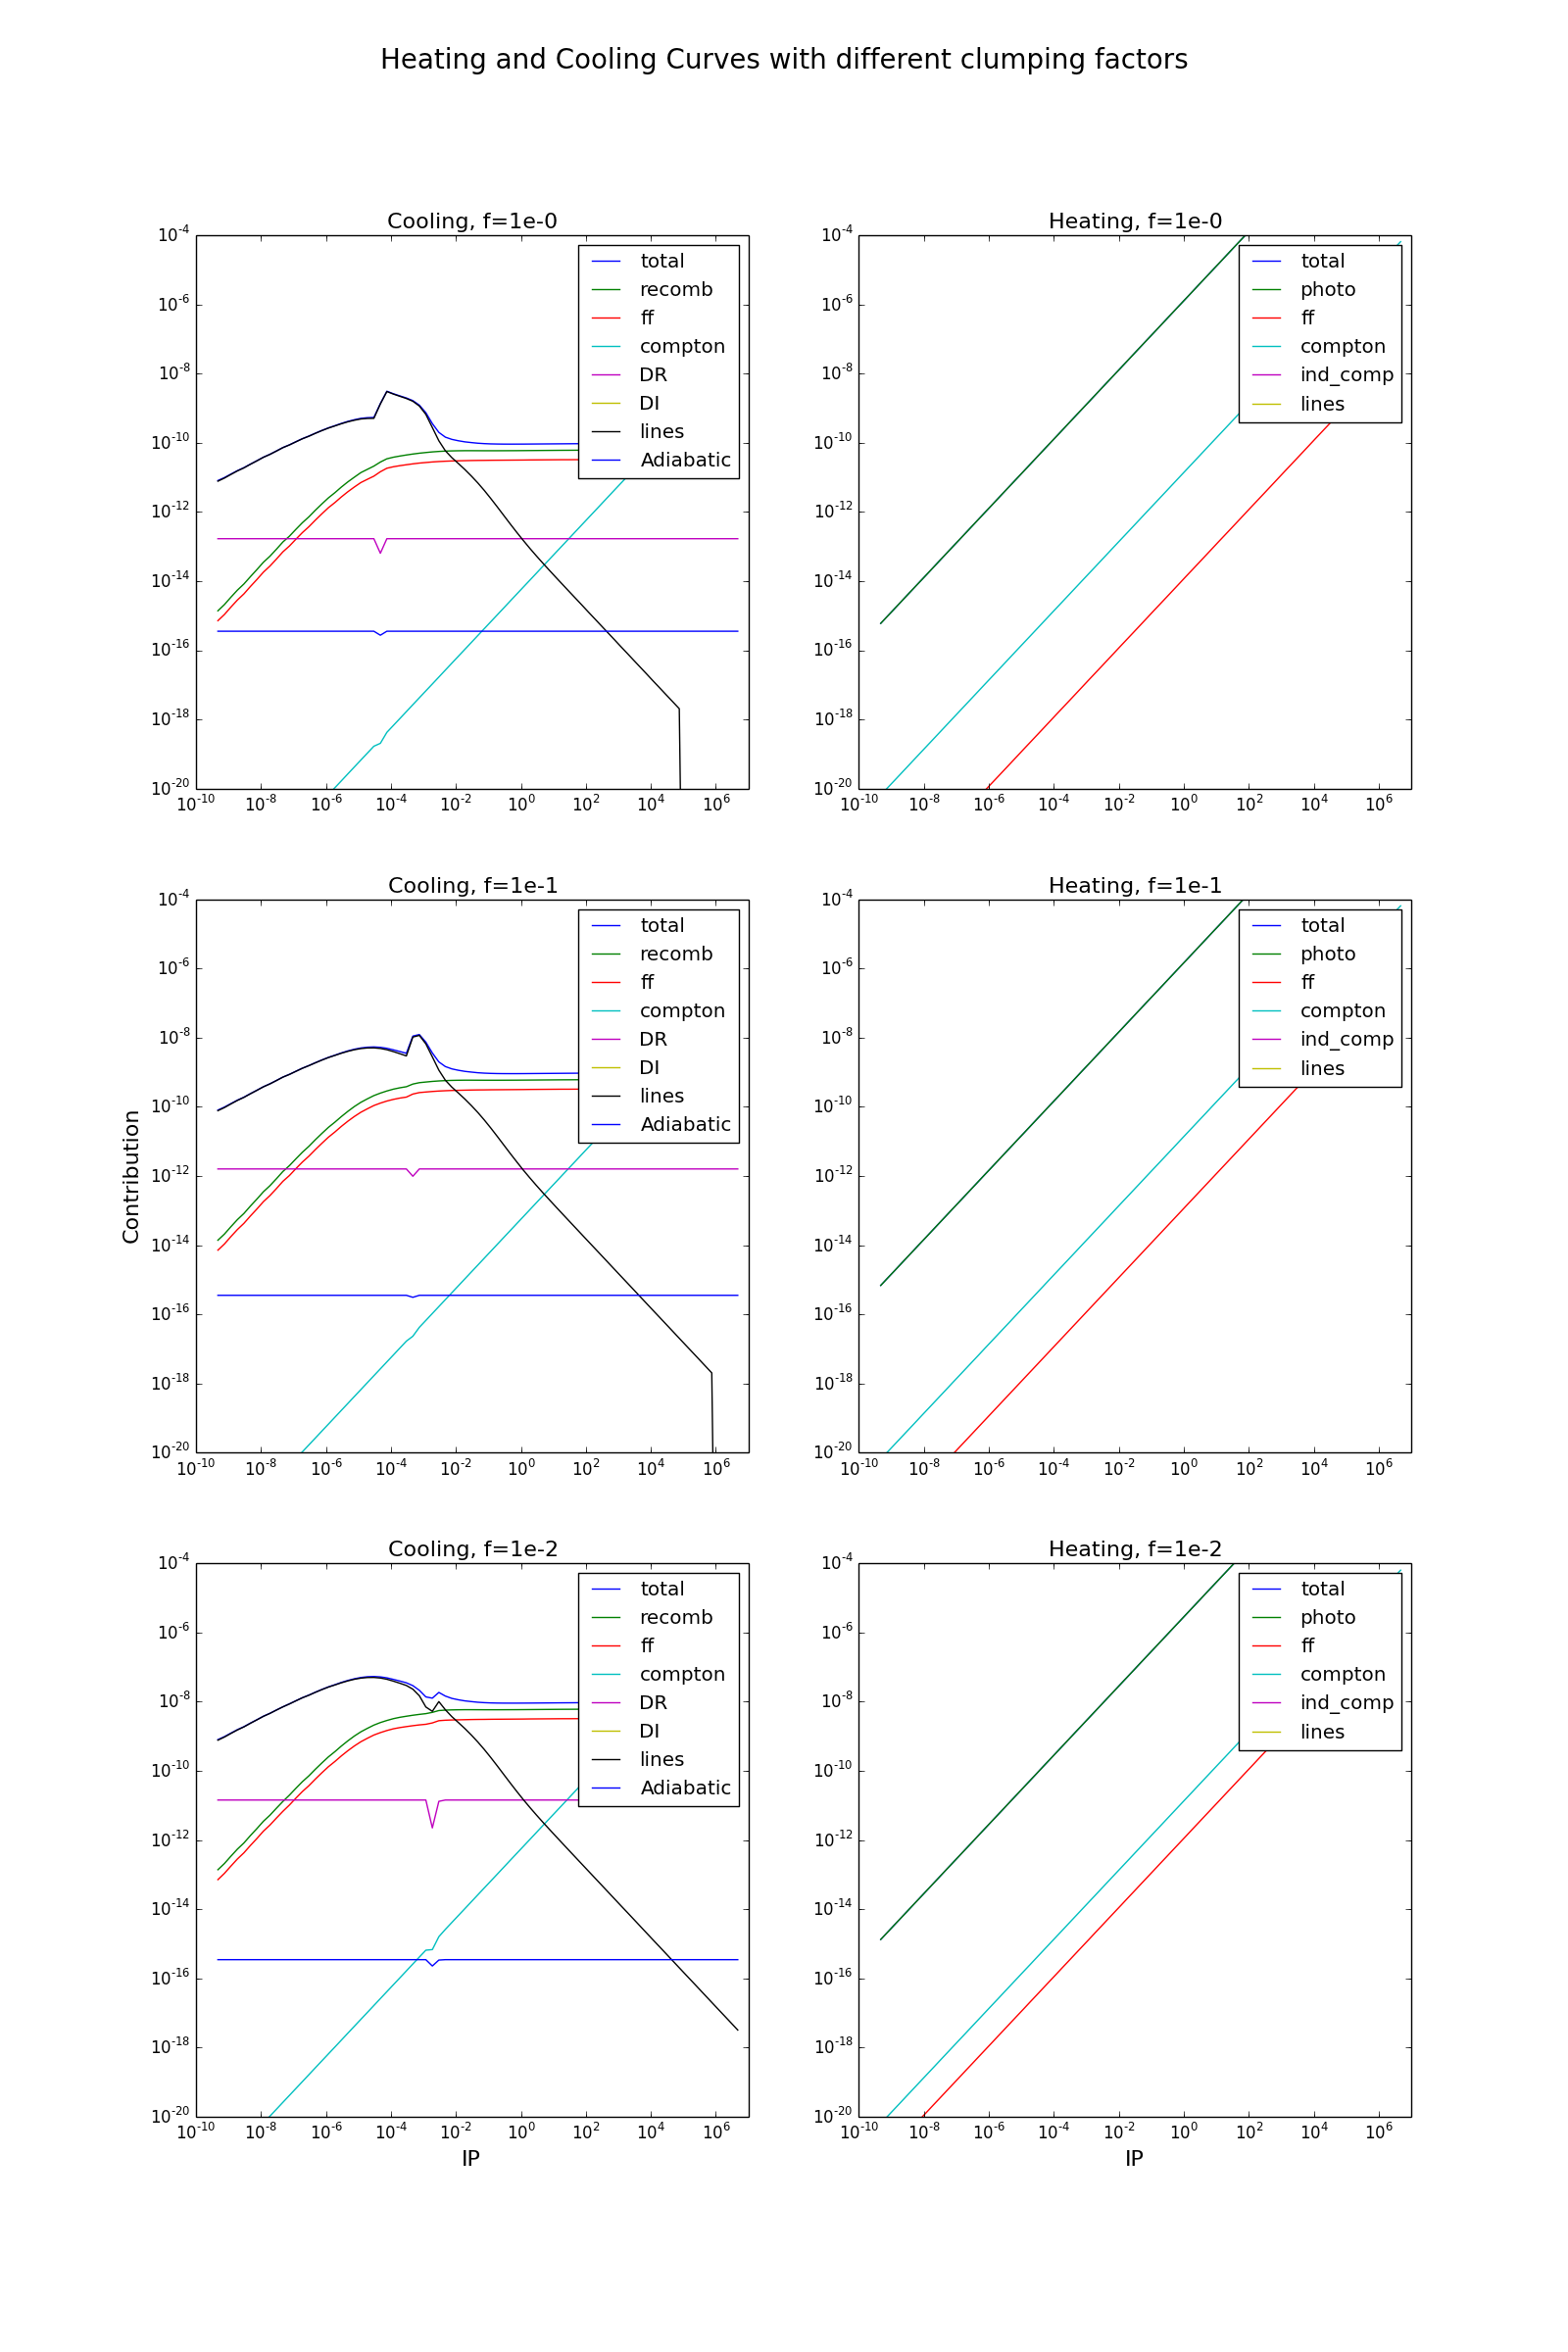 Heating and Cooling Curves with different clumping factors
Cooling, f=1e-0
10^-4
10^-6
10^-8
10^-10
10^-12
10^-14
10^-16
10^-18
10^-20
10^-10 10^-8 10^-6 10^-4 10^-2 10^0 10^2 10^4 10^6
total
recomb
ff
compton
DR
DI
lines
Adiabatic
Heating, f=1e-0
10^-4
10^-6
10^-8
10^-10
10^-12
10^-14
10^-16
10^-18
10^-20
10^-10 10^-8 10^-6 10^-4 10^-2 10^0 10^2 10^4 10^6
total
photo
ff
compton
ind_comp
lines
Contribution
Cooling, f=1e-1
10^-4
10^-6
10^-8
10^-10
10^-12
10^-14
10^-16
10^-18
10^-20
10^-10 10^-8 10^-6 10^-4 10^-2 10^0 10^2 10^4 10^6
total
recomb
ff
compton
DR
DI
lines
Adiabatic
Heating, f=1e-1
10^-4
10^-6
10^-8
10^-10
10^-12
10^-14
10^-16
10^-18
10^-20
10^-10 10^-8 10^-6 10^-4 10^-2 10^0 10^2 10^4 10^6
total
photo
ff
compton
ind_comp
lines
Cooling, f=1e-2
10^-4
10^-6
10^-8
10^-10
10^-12
10^-14
10^-16
10^-18
10^-20
10^-10 10^-8 10^-6 10^-4 10^-2 10^0 10^2 10^4 10^6
IP
total
recomb
ff
compton
DR
DI
lines
Adiabatic
Heating, f=1e-2
10^-4
10^-6
10^-8
10^-10
10^-12
10^-14
10^-16
10^-18
10^-20
10^-10 10^-8 10^-6 10^-4 10^-2 10^0 10^2 10^4 10^6
IP
total
photo
ff
compton
ind_comp
lines